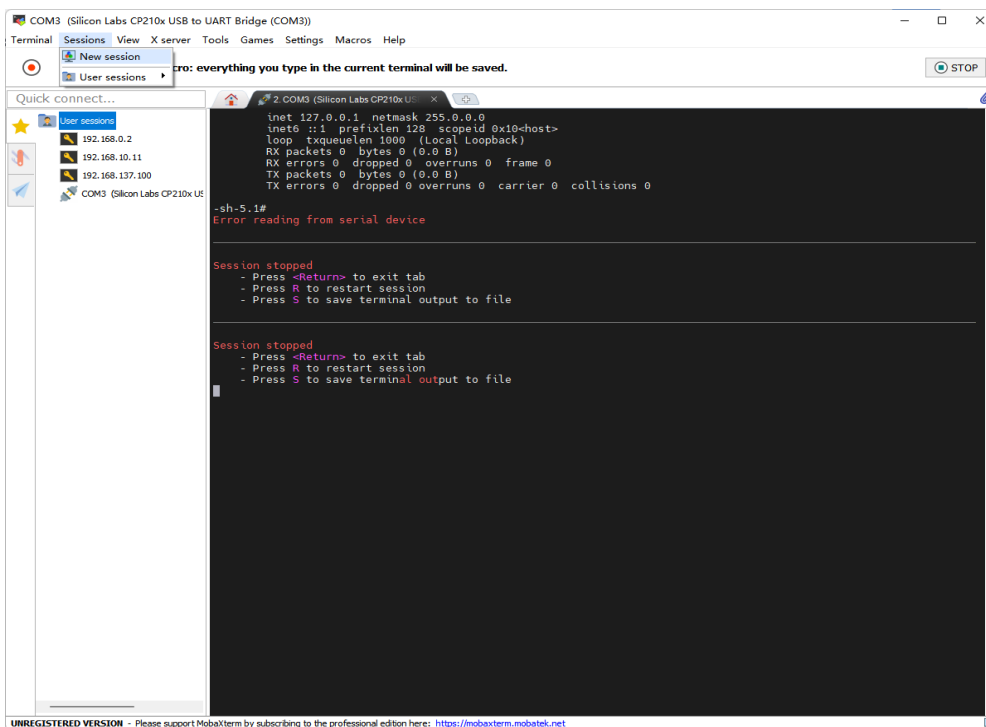 COM3 (Silicon Labs CP210x USB to UART Bridge (COM3))
Terminal Sessions View X server Tools Games Settings Macros Help
New session
User sessions
cro: everything you type in the current terminal will be saved.
STOP
Quick connect...
2. COM3 (Silicon Labs CP210x US
User sessions
192.168.0.2
192.168.10.11
192.168.137.100
COM3 (Silicon Labs CP210x US
inet 127.0.0.1 netmask 255.0.0.0
inet6 ::1 prefixlen 128 scopeid 0x10<host>
loop txqueuelen 1000 (Local Loopback)
RX packets 0 bytes 0 (0.0 B)
RX errors 0 dropped 0 overruns 0 frame 0
TX packets 0 bytes 0 (0.0 B)
TX errors 0 dropped 0 overruns 0 carrier 0 collisions 0
-sh-5.1#
Error reading from serial device
Session stopped
- Press <Return> to exit tab
- Press R to restart session
- Press S to save terminal output to file
Session stopped
- Press <Return> to exit tab
- Press R to restart session
- Press S to save terminal output to file
UNREGISTERED VERSION - Please support MobaXterm by subscribing to the professional edition here: https://mobaxterm.mobatek.net